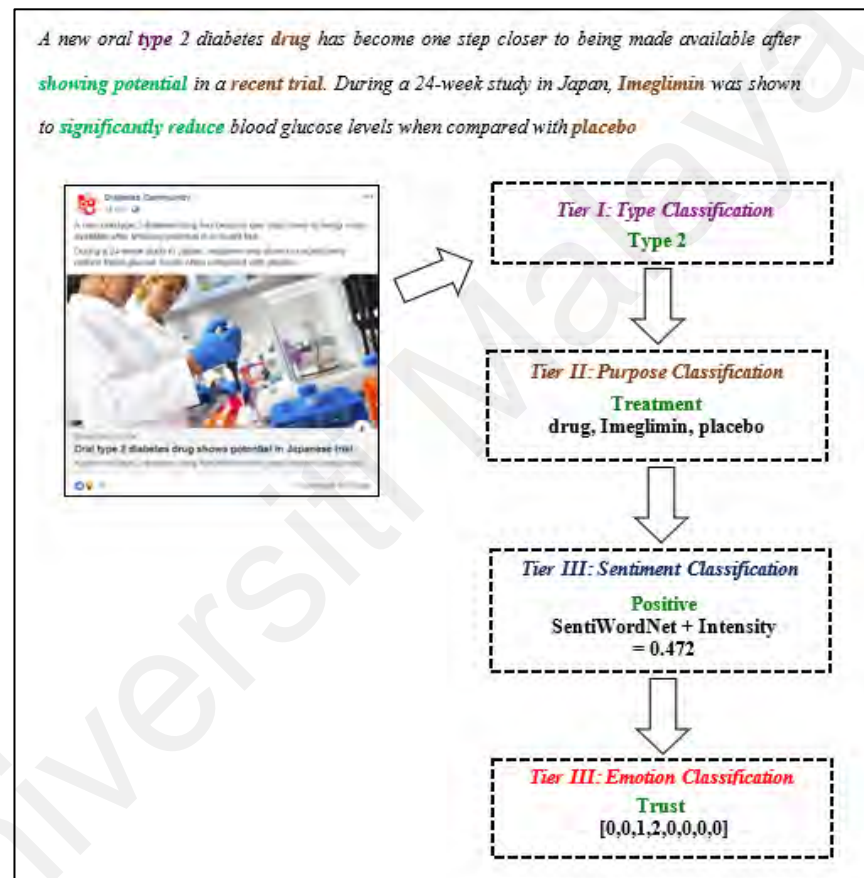 A new oral type 2 diabetes drug has become one step closer to being made available after
showing potential in a recent trial. During a 24-week study in Japan, Imeglimin was shown
to significantly reduce blood glucose levels when compared with placebo
Diabetes Community
Oral type 2 diabetes drug shows potential in Japanese trial
Tier I: Type Classification
Type 2
Tier II: Purpose Classification
Treatment
drug, Imeglimin, placebo
Tier III: Sentiment Classification
Positive
SentiWordNet + Intensity
= 0.472
Tier III: Emotion Classification
Trust
[0,0,1,2,0,0,0,0]
Universiti Malaya